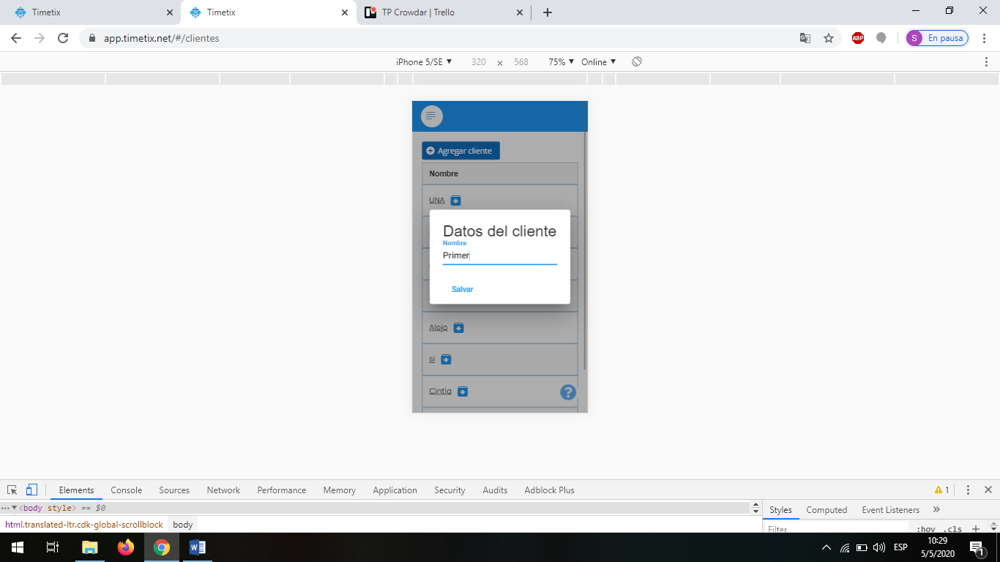 Timetix
Timetix
TP Crowdar | Trello
app.timetix.net/#/clientes
ABP
S
En pausa
iPhone 5/SE
320
×
568
75%
Online
Agregar cliente
Nombre
UNA
Datos del cliente
Nombre
Primer
Salvar
Alejo
si
Cintia
?
Elements
Console
Sources
Network
Performance
Memory
Application
Security
Audits
Adblock Plus
1
<body style> == $0
Styles
Computed
Event Listeners
»
html.translated-ltr.cdk-global-scrollblock
body
Filter
:hov
.cls
+
ESP
10:29
5/5/2020
1